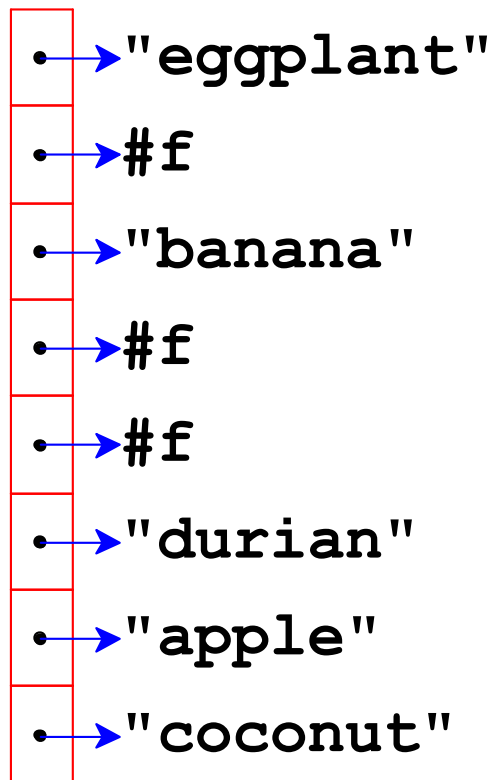 "eggplant"
#f
"banana"
#f
#f
"durian"
"apple"
"coconut"